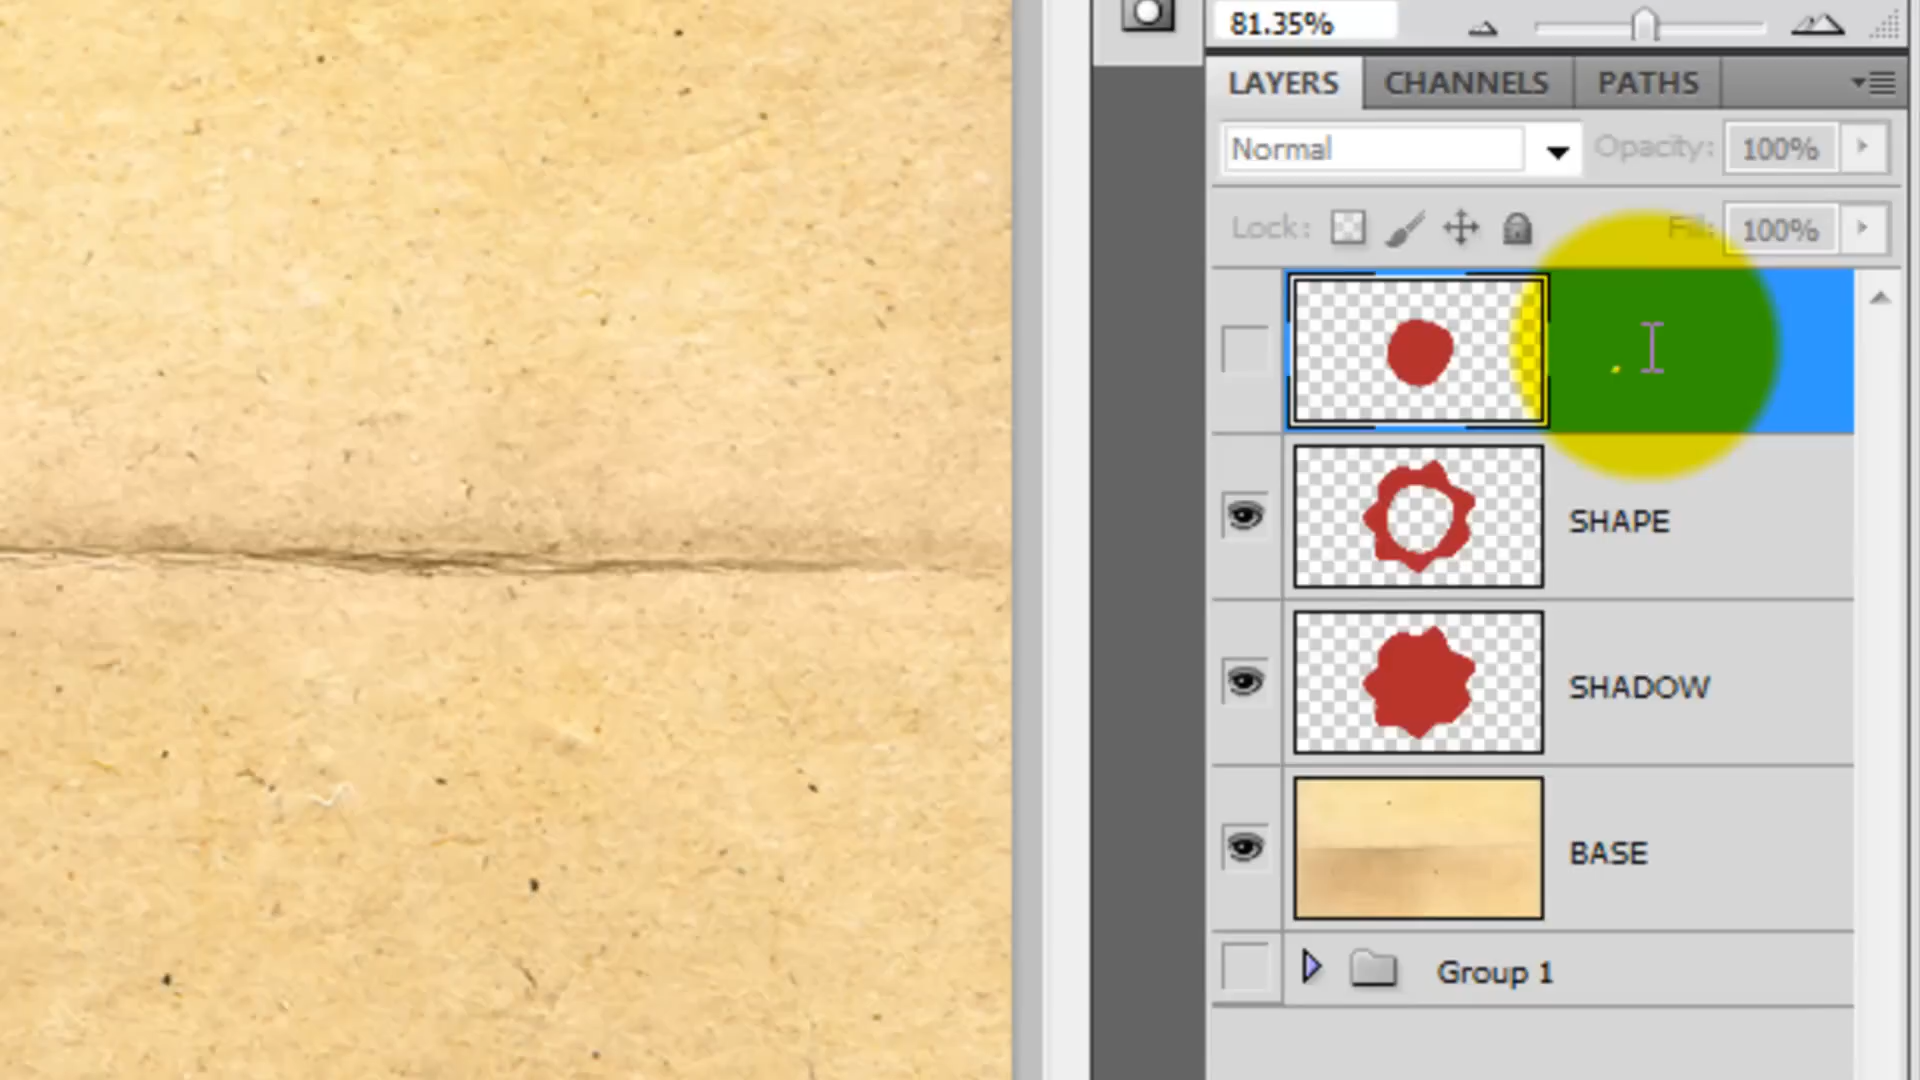 81.35%
LAYERS CHANNELS PATHS
Normal Opacity: 100%
Lock: Fill: 100%
SHAPE
SHADOW
BASE
Group 1